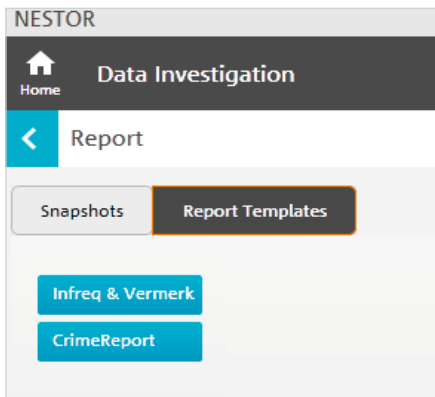 NESTOR
Home
Data Investigation
Report
Snapshots
Report Templates
Infreq & Vermerk
CrimeReport